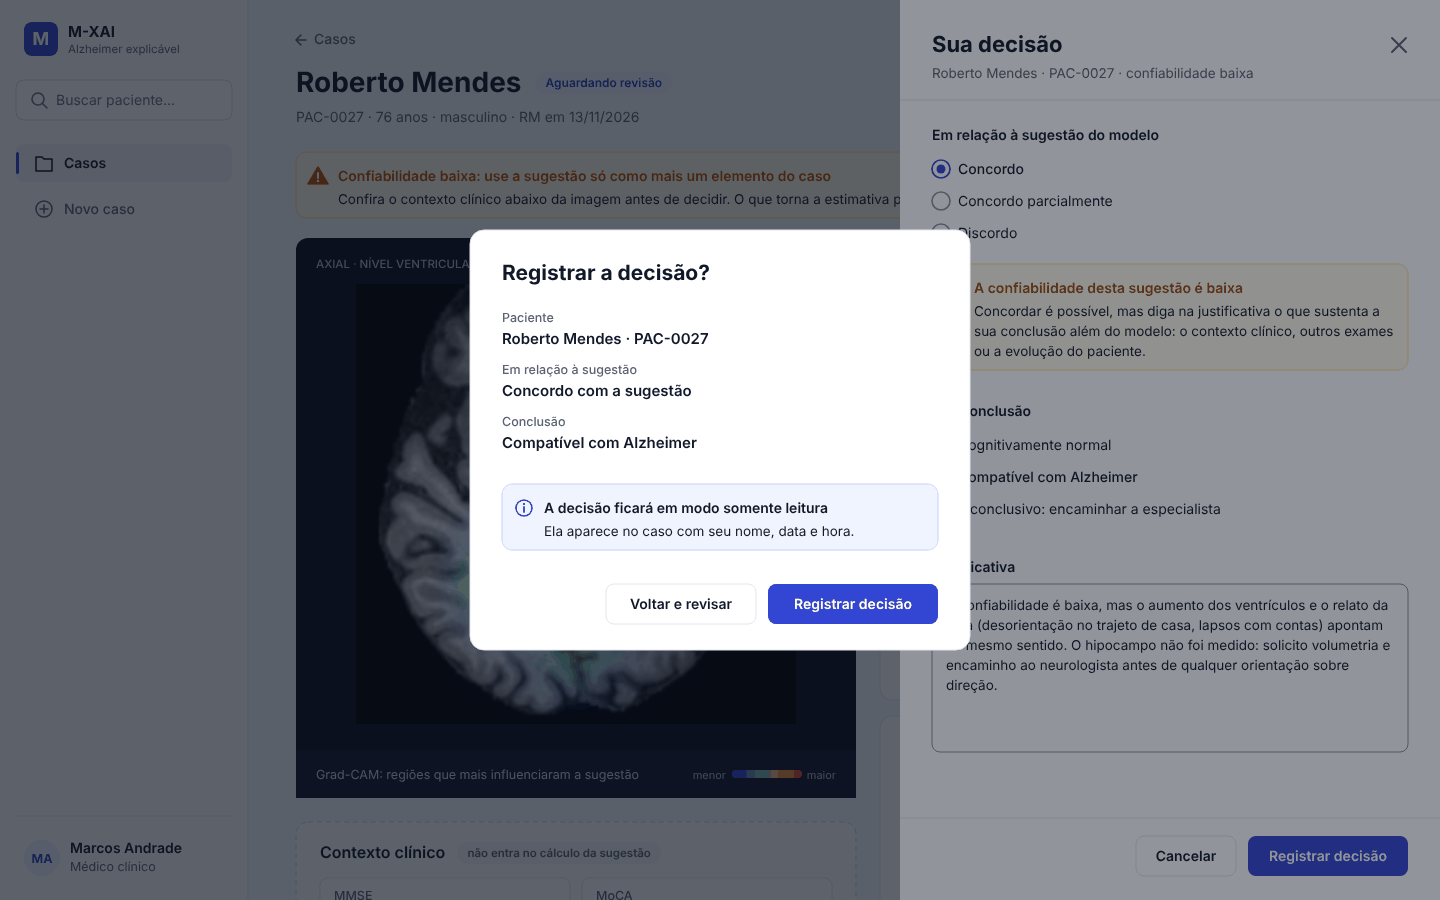 M
M-XAI
Alzheimer explicável
Buscar paciente...
Casos
Novo caso
MA
Marcos Andrade
Médico clínico
Casos
Roberto Mendes
Aguardando revisão
PAC-0027 · 76 anos · masculino · RM em 13/11/2026
Confiabilidade baixa: use a sugestão só como mais um elemento do caso
Confira o contexto clínico abaixo da imagem antes de decidir. O que torna a estimativa p
AXIAL · NÍVEL VENTRICULA
Grad-CAM: regiões que mais influenciaram a sugestão
menor
maior
Contexto clínico
não entra no cálculo da sugestão
MMSE
MoCA
Registrar a decisão?
Paciente
Roberto Mendes · PAC-0027
Em relação à sugestão
Concordo com a sugestão
Conclusão
Compatível com Alzheimer
A decisão ficará em modo somente leitura
Ela aparece no caso com seu nome, data e hora.
Voltar e revisar
Registrar decisão
Sua decisão
Roberto Mendes · PAC-0027 · confiabilidade baixa
Em relação à sugestão do modelo
Concordo
Concordo parcialmente
Discordo
A confiabilidade desta sugestão é baixa
Concordar é possível, mas diga na justificativa o que sustenta a
sua conclusão além do modelo: o contexto clínico, outros exames
ou a evolução do paciente.
onclusão
ognitivamente normal
ompatível com Alzheimer
conclusivo: encaminhar a especialista
icativa
onfiabilidade é baixa, mas o aumento dos ventrículos e o relato da
a (desorientação no trajeto de casa, lapsos com contas) apontam
mesmo sentido. O hipocampo não foi medido: solicito volumetria e
encaminho ao neurologista antes de qualquer orientação sobre
direção.
Cancelar
Registrar decisão